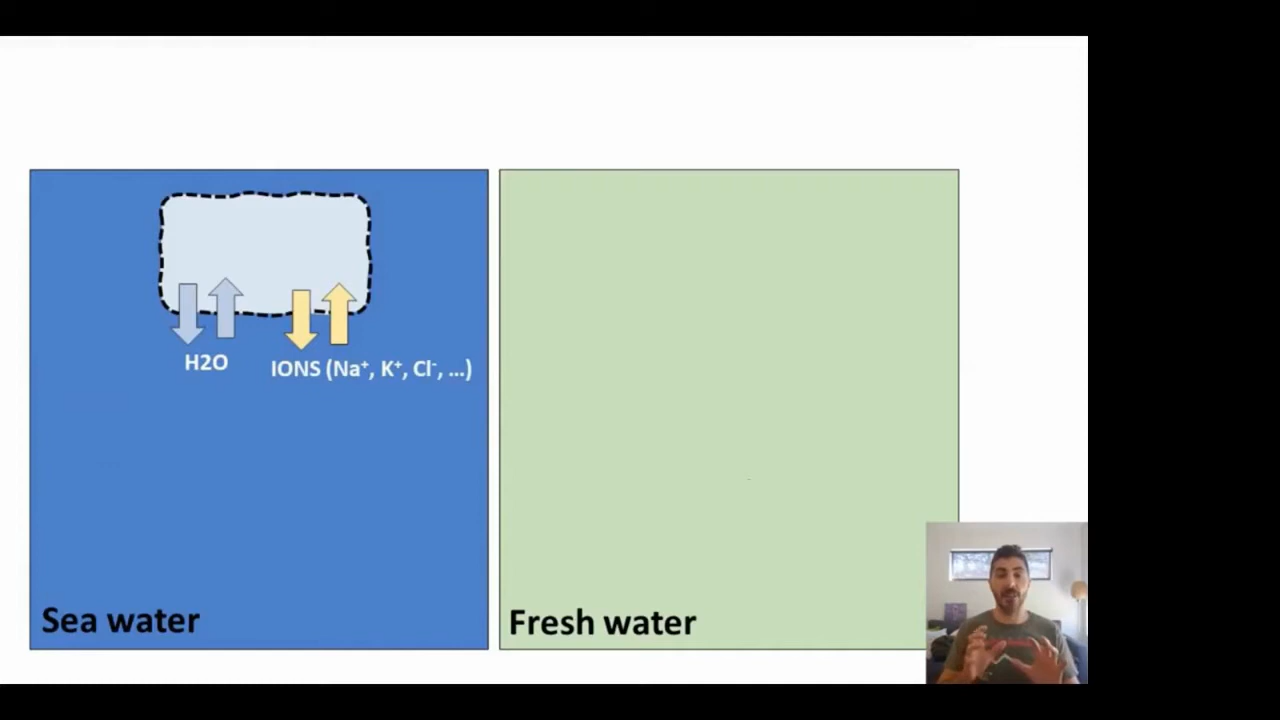 H2O
IONS (Na⁺, K⁺, Cl⁻, ...)
Sea water
Fresh water